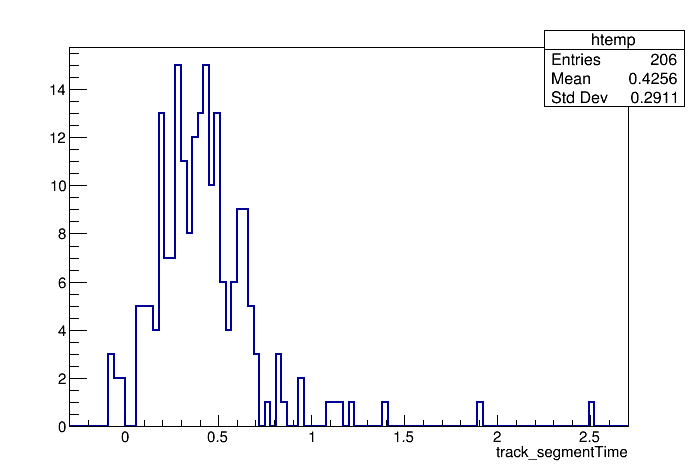 htemp
Entries 206
Mean 0.4256
Std Dev 0.2911
14
12
10
8
6
4
2
0
0 0.5 1 1.5 2 2.5
track_segmentTime